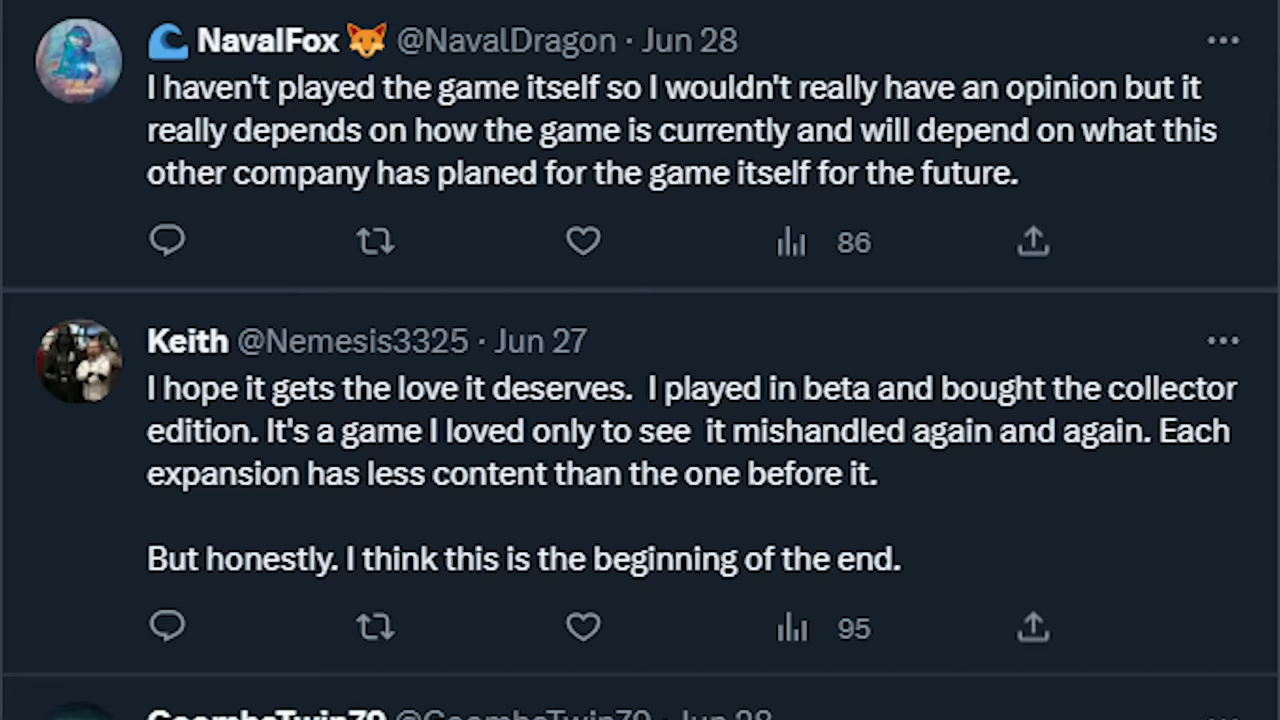 🌊 NavalFox 🦊 @NavalDragon · Jun 28
I haven't played the game itself so I wouldn't really have an opinion but it
really depends on how the game is currently and will depend on what this
other company has planed for the game itself for the future.
86
Keith @Nemesis3325 · Jun 27
I hope it gets the love it deserves.  I played in beta and bought the collector
edition. It's a game I loved only to see  it mishandled again and again. Each
expansion has less content than the one before it.
But honestly. I think this is the beginning of the end.
95
CoombsTwin79 @CoombsTwin79 · Jun 28